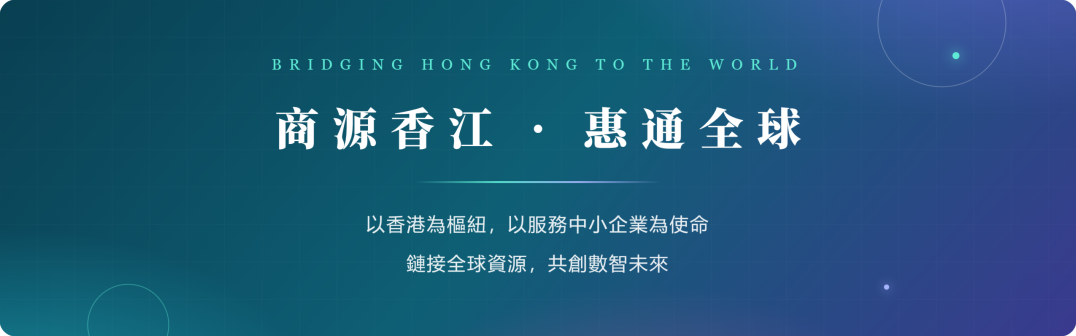 BRIDGING HONG KONG TO THE WORLD
商源香江 · 惠通全球
以香港為樞紐，以服務中小企業為使命
鏈接全球資源，共創數智未來